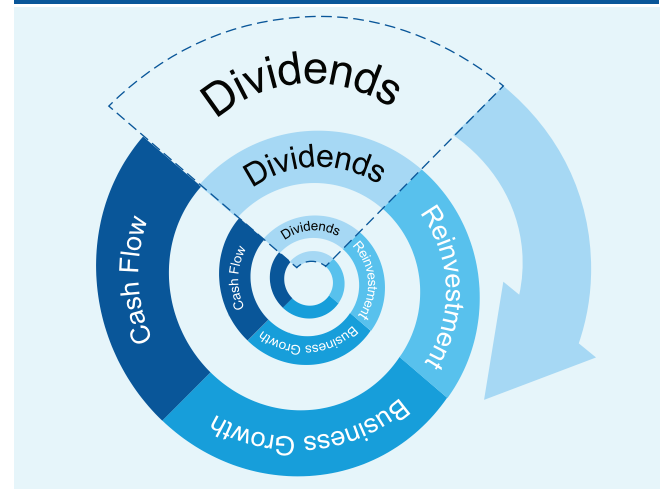 Dividends
Dividends
Reinvestment
Business Growth
Cash Flow
Dividends
Reinvestment
Business Growth
Cash Flow